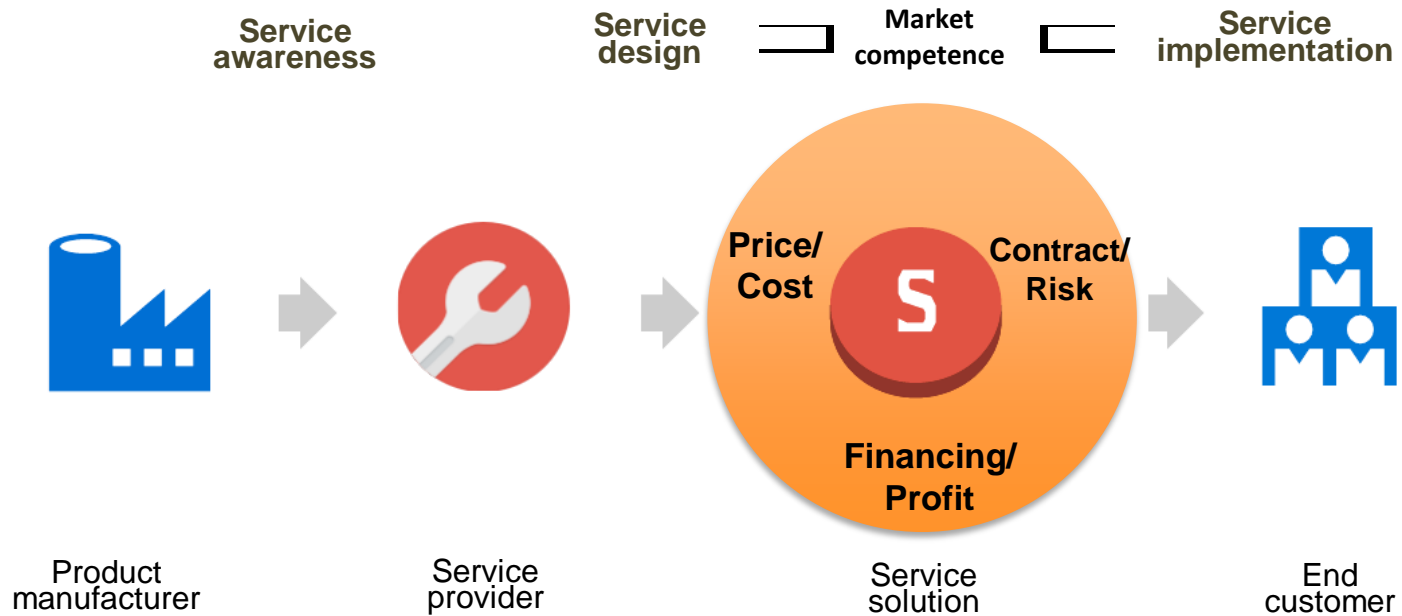 Service
awareness
Service
design
Market
competence
Service
implementation
Price/
Cost
S
Contract/
Risk
Financing/
Profit
Product
manufacturer
Service
provider
Service
solution
End
customer